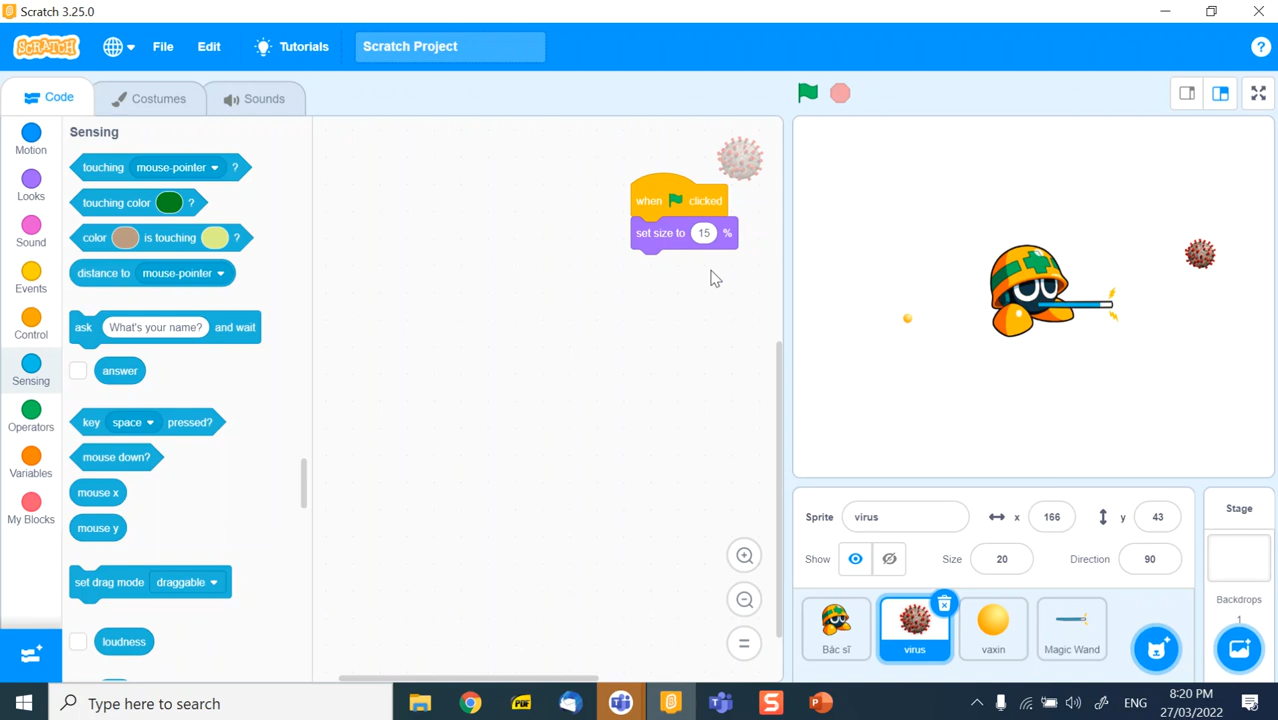 Scratch 3.25.0
SCRATCH
File
Edit
Tutorials
Scratch Project
?
Code
Costumes
Sounds
Motion
Looks
Sound
Events
Control
Sensing
Operators
Variables
My Blocks
Sensing
touching mouse-pointer ?
touching color ?
color is touching ?
distance to mouse-pointer
ask What's your name? and wait
answer
key space pressed?
mouse down?
mouse x
mouse y
set drag mode draggable
loudness
when clicked
set size to 15 %
Sprite virus x 166 y 43
Show Size 20 Direction 90
Bác sĩ
virus
vaxin
Magic Wand
Stage
Backdrops
1
Type here to search
PDF
S
P
ENG
8:20 PM
27/03/2022